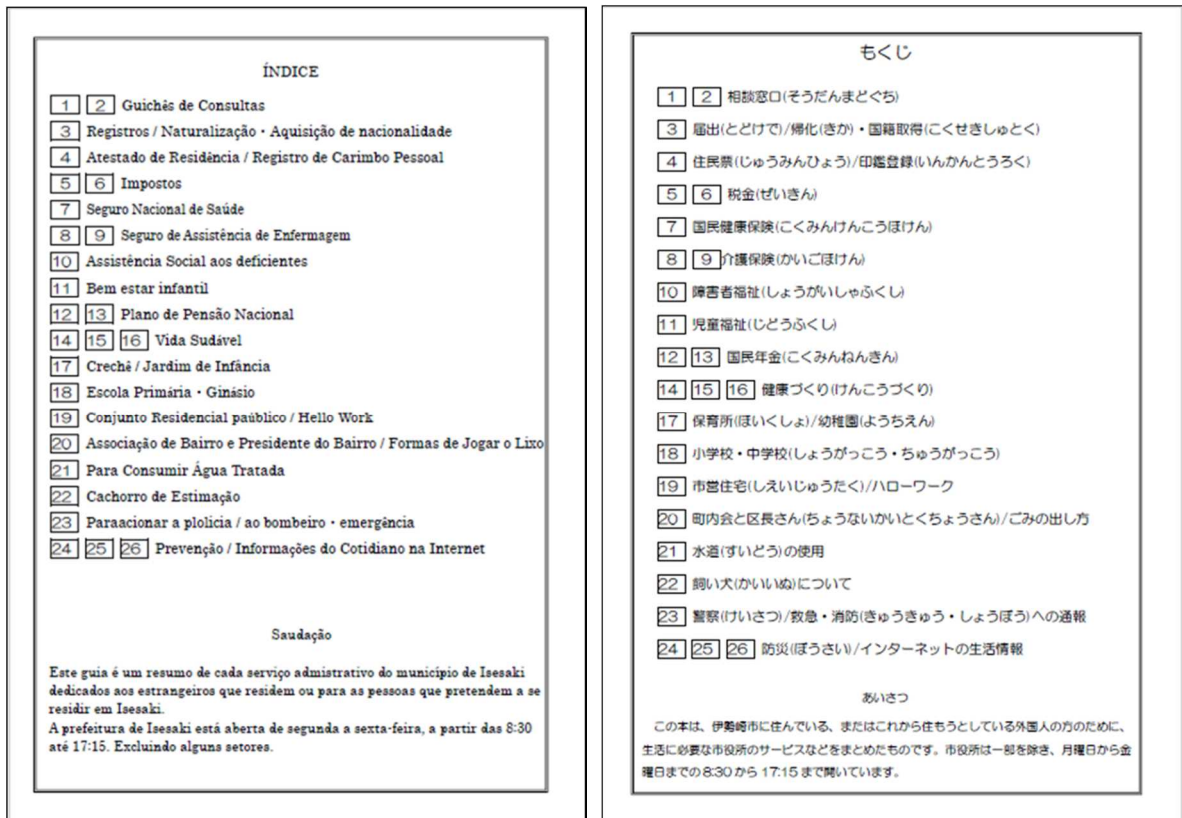 ÍNDICE
1 2 Guichês de Consultas
3 Registros / Naturalização・Aquisição de nacionalidade
4 Atestado de Residência / Registro de Carimbo Pessoal
5 6 Impostos
7 Seguro Nacional de Saúde
8 9 Seguro de Assistência de Enfermagem
10 Assistência Social aos deficientes
11 Bem estar infantil
12 13 Plano de Pensão Nacional
14 15 16 Vida Sudável
17 Crechê / Jardim de Infância
18 Escola Primária・Ginásio
19 Conjunto Residencial paúblico / Hello Work
20 Associação de Bairro e Presidente do Bairro / Formas de Jogar o Lixo
21 Para Consumir Água Tratada
22 Cachorro de Estimação
23 Paraacionar a plolicia / ao bombeiro・emergência
24 25 26 Prevenção / Informações do Cotidiano na Internet
Saudação
Este guia é um resumo de cada serviço admistrativo do município de Isesaki
dedicados aos estrangeiros que residem ou para as pessoas que pretendem a se
residir em Isesaki.
A prefeitura de Isesaki está aberta de segunda a sexta-feira, a partir das 8:30
até 17:15. Excluindo alguns setores.
もくじ
1 2 相談窓口(そうだんまどぐち)
3 届出(とどけで)/帰化(きか)・国籍取得(こくせきしゅとく)
4 住民票(じゅうみんひょう)/印鑑登録(いんかんとうろく)
5 6 税金(ぜいきん)
7 国民健康保険(こくみんけんこうほけん)
8 9 介護保険(かいごほけん)
10 障害者福祉(しょうがいしゃふくし)
11 児童福祉(じどうふくし)
12 13 国民年金(こくみんねんきん)
14 15 16 健康づくり(けんこうづくり)
17 保育所(ほいくしょ)/幼稚園(ようちえん)
18 小学校・中学校(しょうがっこう・ちゅうがっこう)
19 市営住宅(しえいじゅうたく)/ハローワーク
20 町内会と区長さん(ちょうないかいとくちょうさん)/ごみの出し方
21 水道(すいどう)の使用
22 飼い犬(かいいぬ)について
23 警察(けいさつ)/救急・消防(きゅうきゅう・しょうぼう)への通報
24 25 26 防災(ぼうさい)/インターネットの生活情報
あいさつ
この本は、伊勢崎市に住んでいる、またはこれから住もうとしている外国人の方のために、
生活に必要な市役所のサービスなどをまとめたものです。市役所は一部を除き、月曜日から金
曜日までの 8:30 から 17:15 まで開いています。